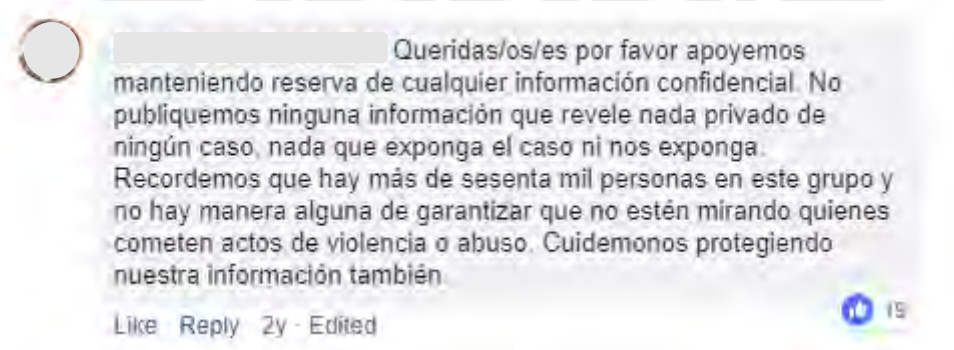 Queridas/os/es por favor apoyemos
manteniendo reserva de cualquier información confidencial. No
publiquemos ninguna información que revele nada privado de
ningún caso, nada que exponga el caso ni nos exponga.
Recordemos que hay más de sesenta mil personas en este grupo y
no hay manera alguna de garantizar que no estén mirando quienes
cometen actos de violencia o abuso. Cuidemonos protegiendo
nuestra información también.
15
Like Reply 2y · Edited